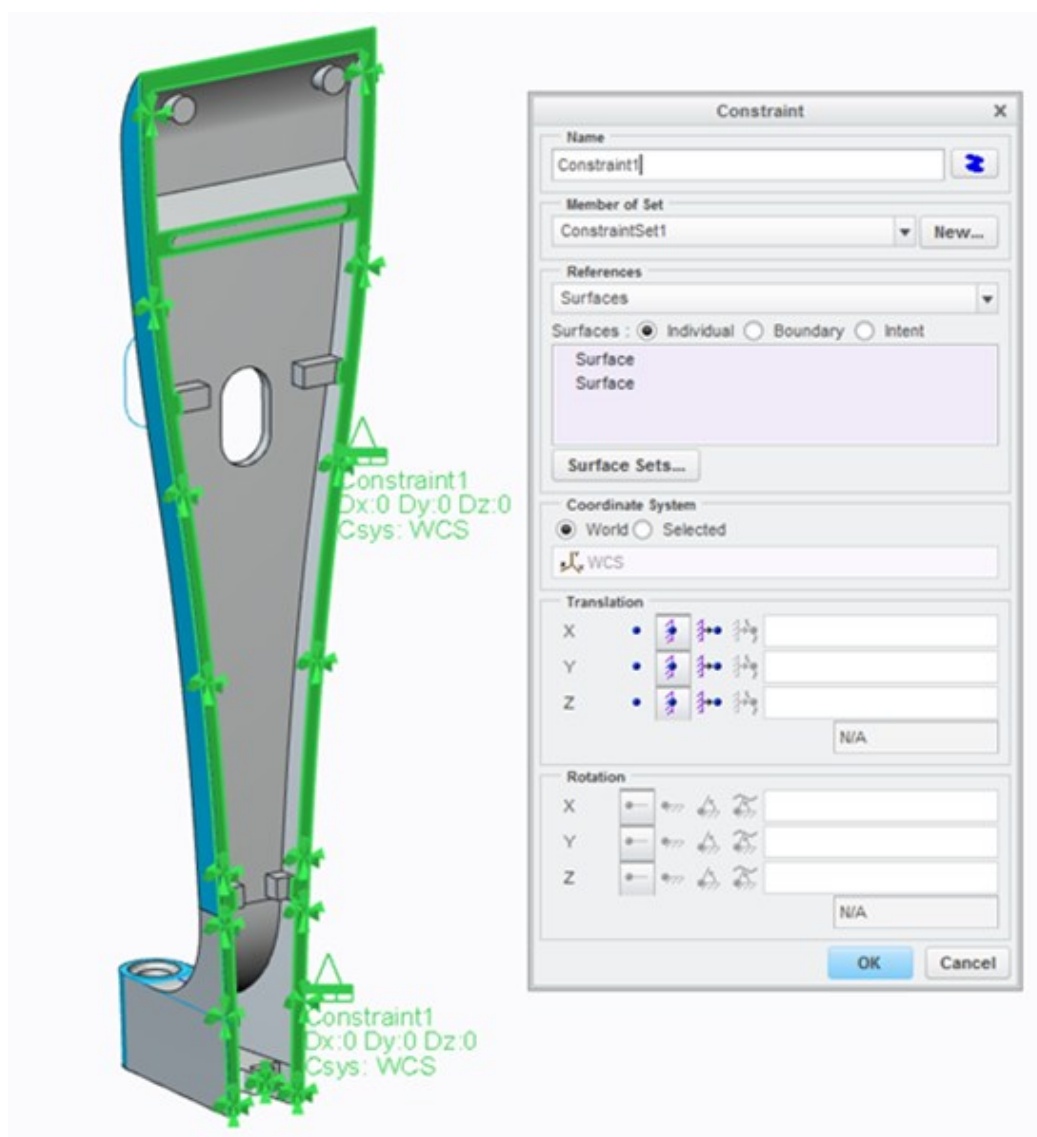 Constraint
Name
Constraint1
Member of Set
ConstraintSet1
New...
References
Surfaces
Surfaces : Individual Boundary Intent
Surface
Surface
Surface Sets...
Coordinate System
World Selected
WCS
Translation
X
Y
Z
N/A
Rotation
X
Y
Z
N/A
OK Cancel
Constraint1
Dx:0 Dy:0 Dz:0
Csys: WCS
Constraint1
Dx:0 Dy:0 Dz:0
Csys: WCS